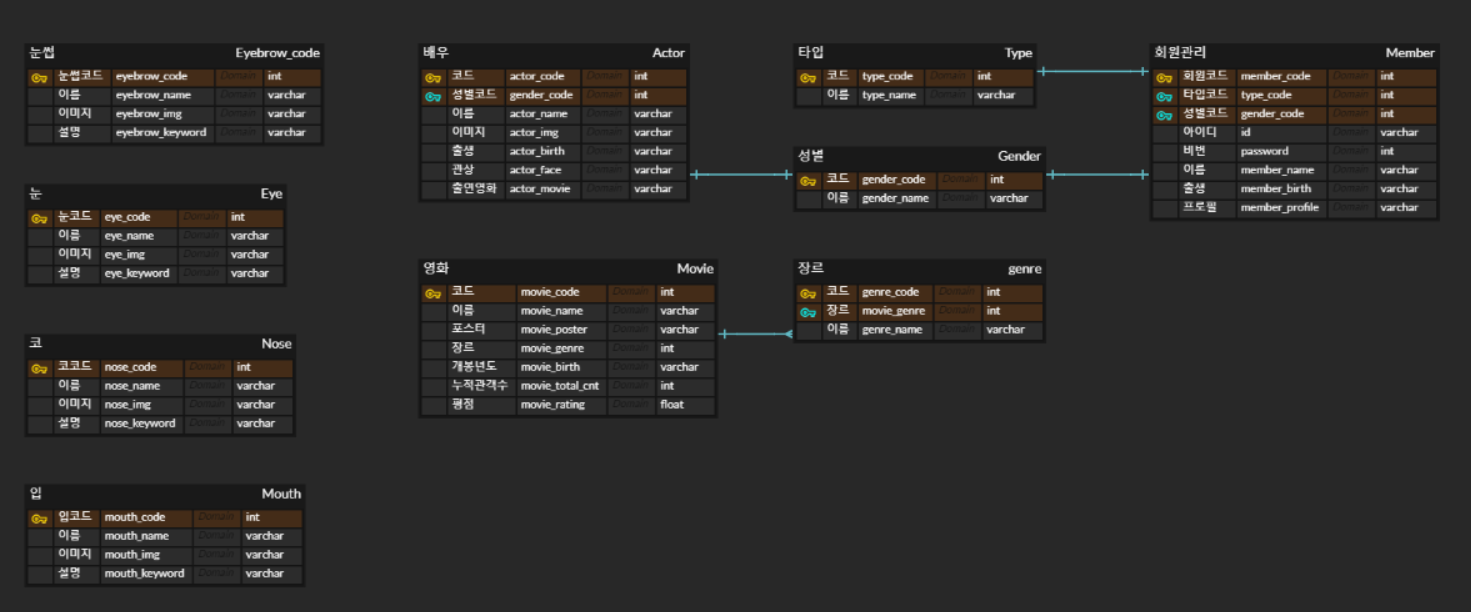 눈썹 Eyebrow_code
눈썹코드 eyebrow_code Domain int
이름 eyebrow_name Domain varchar
이미지 eyebrow_img Domain varchar
설명 eyebrow_keyword Domain varchar
눈 Eye
눈코드 eye_code Domain int
이름 eye_name Domain varchar
이미지 eye_img Domain varchar
설명 eye_keyword Domain varchar
코 Nose
코코드 nose_code Domain int
이름 nose_name Domain varchar
이미지 nose_img Domain varchar
설명 nose_keyword Domain varchar
입 Mouth
입코드 mouth_code Domain int
이름 mouth_name Domain varchar
이미지 mouth_img Domain varchar
설명 mouth_keyword Domain varchar
배우 Actor
코드 actor_code Domain int
성별코드 gender_code Domain int
이름 actor_name Domain varchar
이미지 actor_img Domain varchar
출생 actor_birth Domain varchar
관상 actor_face Domain varchar
출연영화 actor_movie Domain varchar
영화 Movie
코드 movie_code Domain int
이름 movie_name Domain varchar
포스터 movie_poster Domain varchar
장르 movie_genre Domain int
개봉년도 movie_birth Domain varchar
누적관객수 movie_total_cnt Domain int
평점 movie_rating Domain float
타입 Type
코드 type_code Domain int
이름 type_name Domain varchar
성별 Gender
코드 gender_code Domain int
이름 gender_name Domain varchar
장르 genre
코드 genre_code Domain int
장르 movie_genre Domain int
이름 genre_name Domain varchar
회원관리 Member
회원코드 member_code Domain int
타입코드 type_code Domain int
성별코드 gender_code Domain int
아이디 id Domain varchar
비번 password Domain int
이름 member_name Domain varchar
출생 member_birth Domain varchar
프로필 member_profile Domain varchar